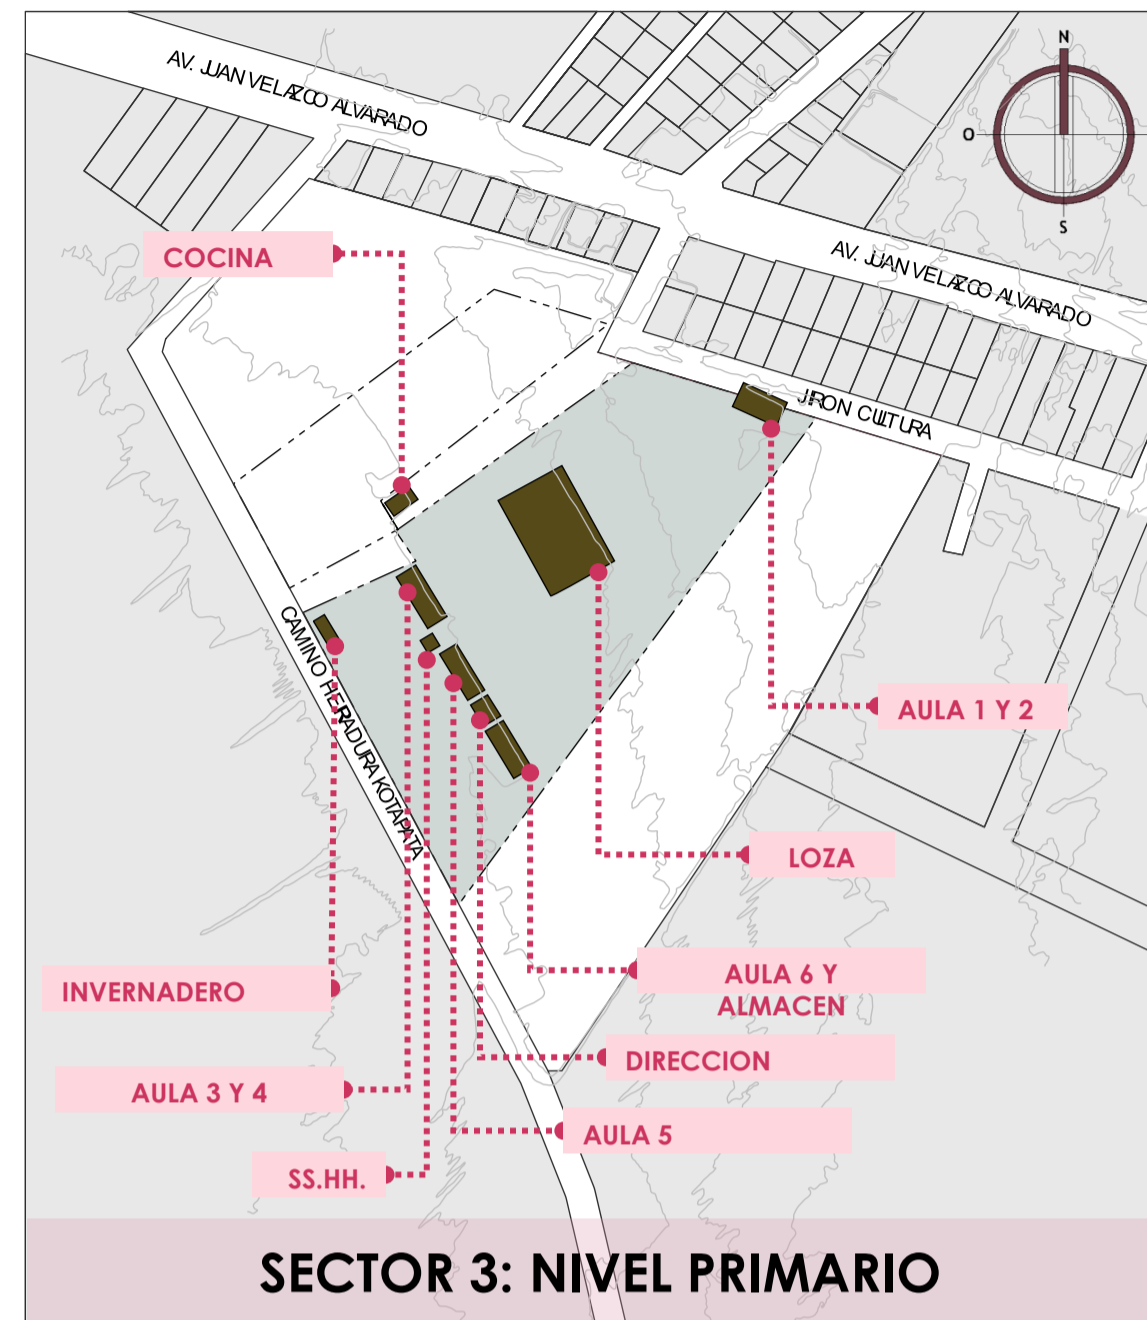 N
O
S
AV. JUAN VELAZCO ALVARADO
AV. JUAN VELAZCO ALVARADO
COCINA
JIRON CULTURA
CAMINO HERADURA KOTAPATA
AULA 1 Y 2
LOZA
AULA 6 Y
ALMACEN
INVERNADERO
DIRECCION
AULA 3 Y 4
AULA 5
SS.HH.
SECTOR 3: NIVEL PRIMARIO